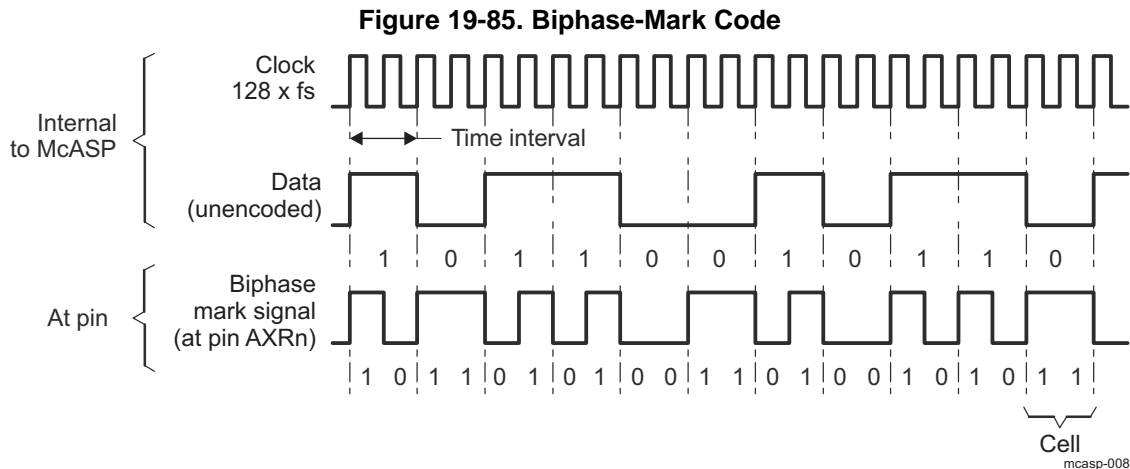 Figure 19-85. Biphase-Mark Code
Clock
128 x fs
Internal
to McASP
Time interval
Data
(unencoded)
1 0 1 1 0 0 1 0 1 1 0
Biphase
mark signal
(at pin AXRn)
At pin
1 0 1 1 0 1 0 1 0 0 1 1 0 1 0 0 1 0 1 0 1 1
Cell
mcasp-008